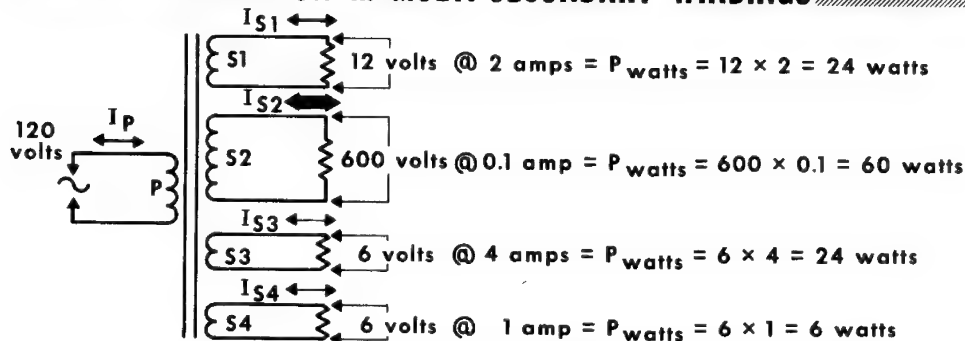 MULTI-SECONDARY WINDINGS
I S1
S1
12 volts @ 2 amps = P watts = 12 × 2 = 24 watts
I S2
I P
120
volts
P
S2
600 volts @ 0.1 amp = P watts = 600 × 0.1 = 60 watts
I S3
S3
6 volts @ 4 amps = P watts = 6 × 4 = 24 watts
I S4
S4
6 volts @ 1 amp = P watts = 6 × 1 = 6 watts